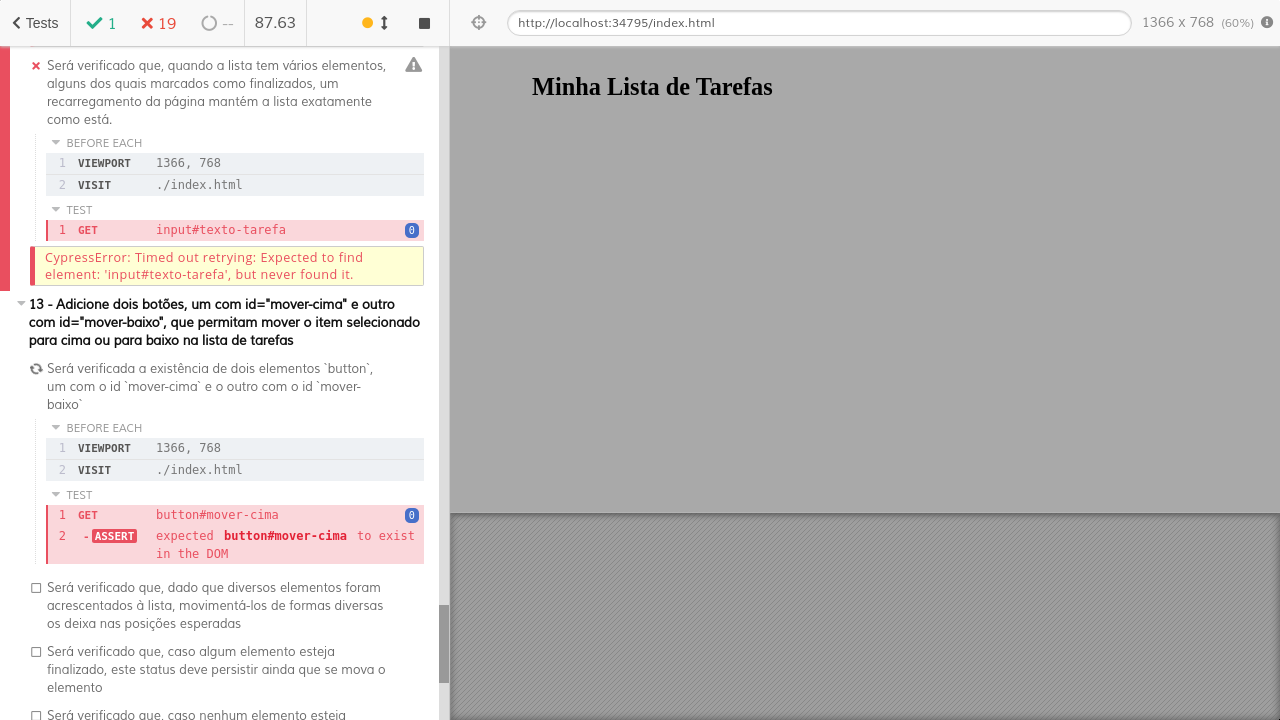 Tests 1 19 -- 87.63 http://localhost:34795/index.html 1366 x 768 (60%)
Será verificado que, quando a lista tem vários elementos,
alguns dos quais marcados como finalizados, um
recarregamento da página mantém a lista exatamente
como está.
BEFORE EACH
1 VIEWPORT 1366, 768
2 VISIT ./index.html
TEST
1 GET input#texto-tarefa 0
CypressError: Timed out retrying: Expected to find
element: 'input#texto-tarefa', but never found it.
13 - Adicione dois botões, um com id="mover-cima" e outro
com id="mover-baixo", que permitam mover o item selecionado
para cima ou para baixo na lista de tarefas
Será verificada a existência de dois elementos `button`,
um com o id `mover-cima` e o outro com o id `mover-
baixo`
BEFORE EACH
1 VIEWPORT 1366, 768
2 VISIT ./index.html
TEST
1 GET button#mover-cima 0
2 -ASSERT expected button#mover-cima to exist
in the DOM
Será verificado que, dado que diversos elementos foram
acrescentados à lista, movimentá-los de formas diversas
os deixa nas posições esperadas
Será verificado que, caso algum elemento esteja
finalizado, este status deve persistir ainda que se mova o
elemento
Será verificado que, caso nenhum elemento esteja
Minha Lista de Tarefas